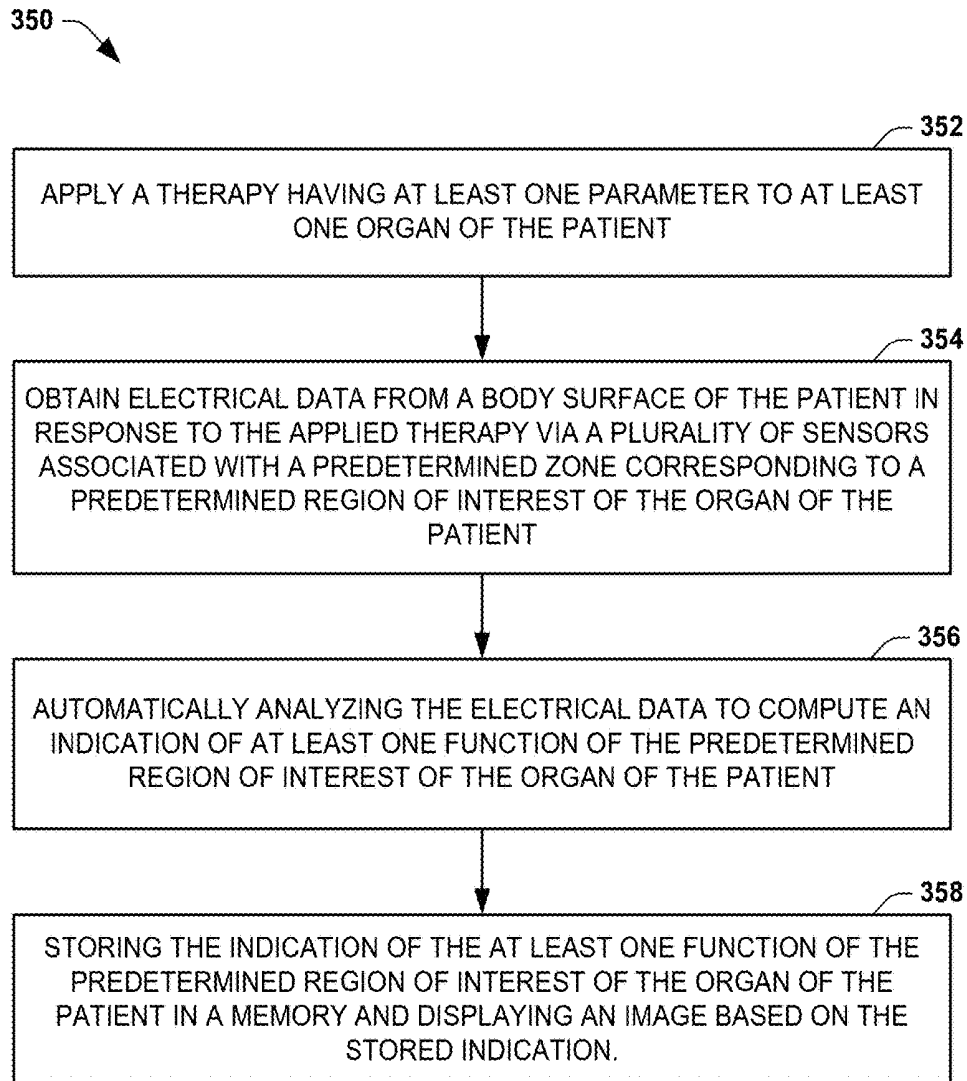 350
352
APPLY A THERAPY HAVING AT LEAST ONE PARAMETER TO AT LEAST
ONE ORGAN OF THE PATIENT
354
OBTAIN ELECTRICAL DATA FROM A BODY SURFACE OF THE PATIENT IN
RESPONSE TO THE APPLIED THERAPY VIA A PLURALITY OF SENSORS
ASSOCIATED WITH A PREDETERMINED ZONE CORRESPONDING TO A
PREDETERMINED REGION OF INTEREST OF THE ORGAN OF THE
PATIENT
356
AUTOMATICALLY ANALYZING THE ELECTRICAL DATA TO COMPUTE AN
INDICATION OF AT LEAST ONE FUNCTION OF THE PREDETERMINED
REGION OF INTEREST OF THE ORGAN OF THE PATIENT
358
STORING THE INDICATION OF THE AT LEAST ONE FUNCTION OF THE
PREDETERMINED REGION OF INTEREST OF THE ORGAN OF THE
PATIENT IN A MEMORY AND DISPLAYING AN IMAGE BASED ON THE
STORED INDICATION.